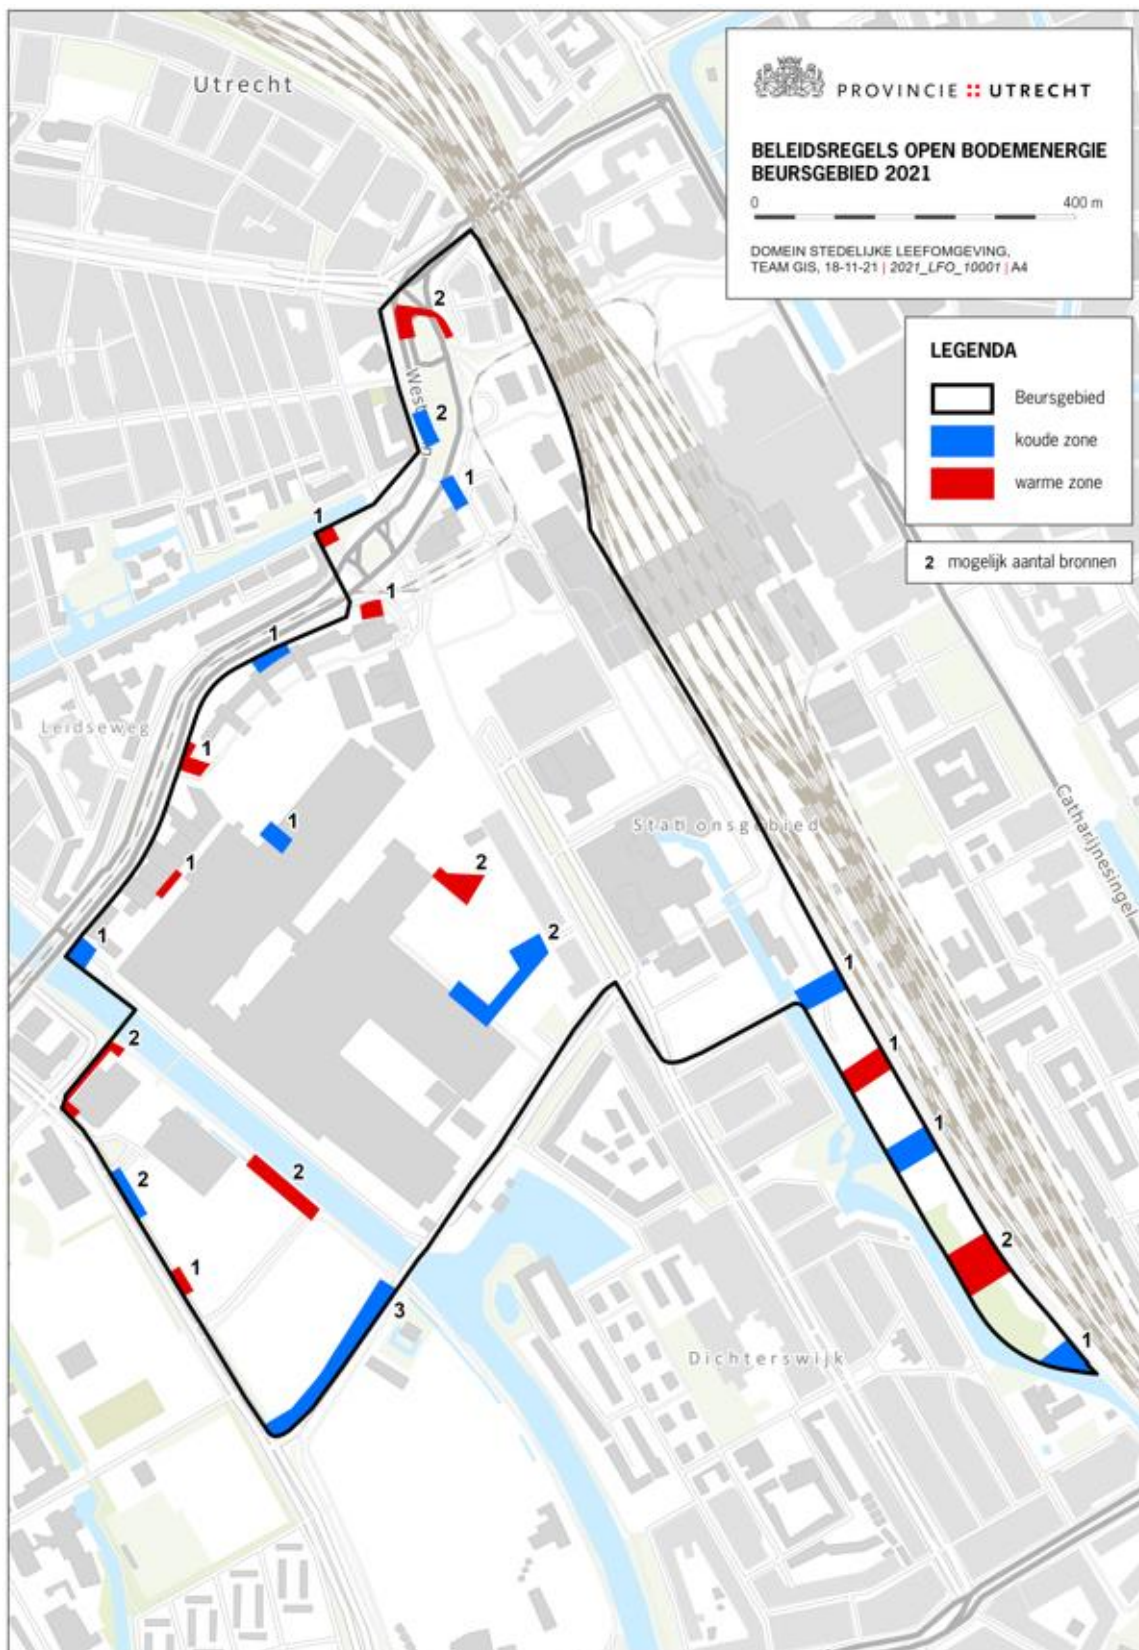 Utrecht
PROVINCIE :: UTRECHT
BELEIDSREGELS OPEN BODEMENERGIE
BEURSGEBIED 2021
0 400 m
DOMEIN STEDELIJKE LEEFOMGEVING,
TEAM GIS, 18-11-21 | 2021_LFO_10001 | A4
LEGENDA
Beursgebied
koude zone
warme zone
2 mogelijk aantal bronnen
2
2
1
1
1
1
Leidseweg
1
1
Stationsgebied
Catharijnesingel
1
2
1
2
1
1
2
1
2
2
2
1
3
1
Dichterswijk